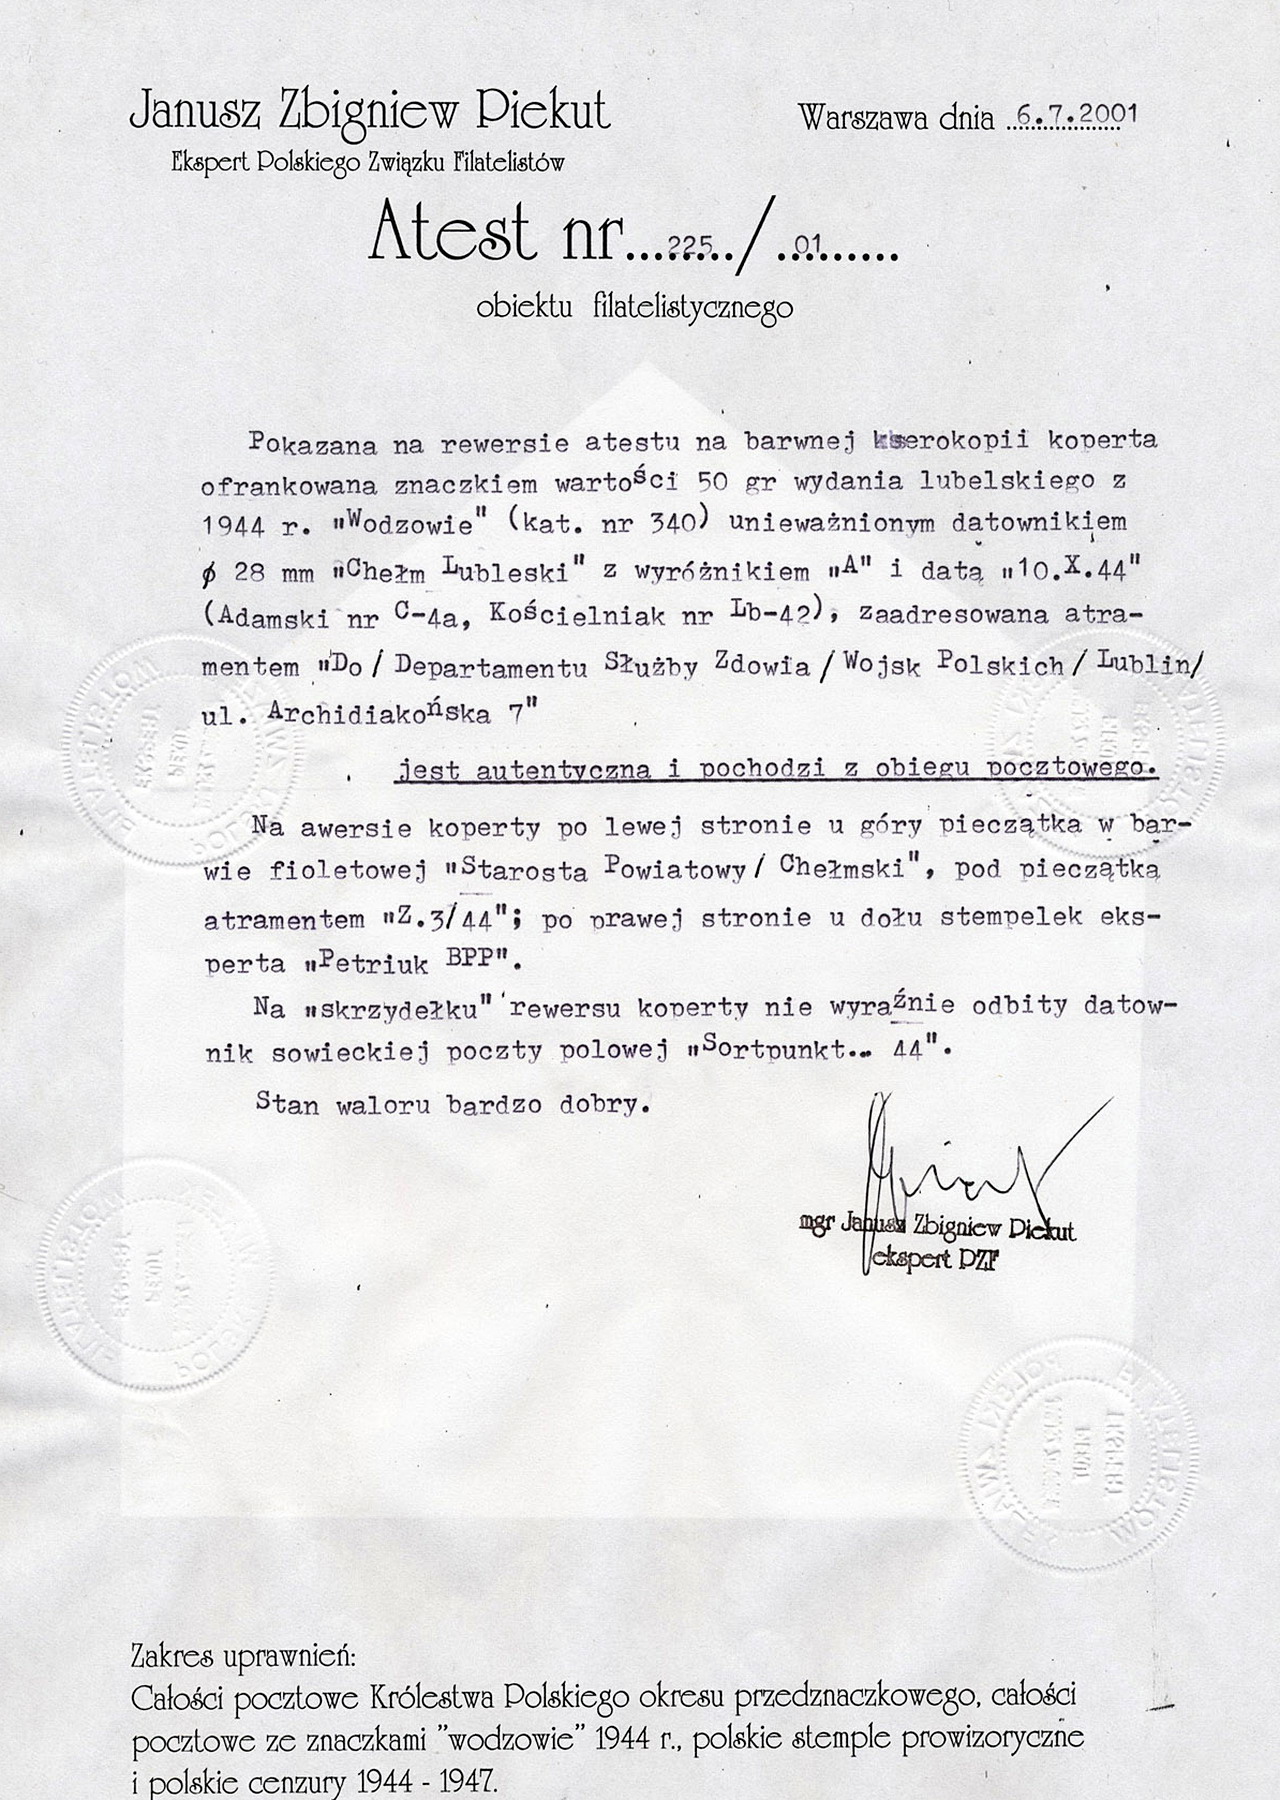 Janusz Zbigniew Piekut
Warszawa dnia 6.7.2001
Ekspert Polskiego Związku Filatelistów
Atest nr...225../..01.......
obiektu filatelistycznego
Pokazana na rewersie atestu na barwnej kserokopii koperta
ofrankowana znaczkiem wartości 50 gr wydania lubelskiego z
1944 r. "Wodzowie" (kat. nr 340) unieważnionym datownikiem
ϕ 28 mm "Chełm Lubleski" z wyróżnikiem "A" i datą "10.X.44"
(Adamski nr C-4a, Kościelniak nr Lb-42), zaadresowana atra-
mentem "Do / Departamentu Służby Zdowia / Wojsk Polskich / Lublin/
ul. Archidiakońska 7"
jest autentyczna i pochodzi z obiegu pocztowego.
Na awersie koperty po lewej stronie u góry pieczątka w bar-
wie fioletowej "Starosta Powiatowy / Chełmski", pod pieczątką
atramentem "Z.3/44"; po prawej stronie u dołu stempelek eks-
perta "Petriuk BPP".
Na "skrzydełku" rewersu koperty nie wyraźnie odbity datow-
nik sowieckiej poczty polowej "Sortpunkt... 44".
Stan waloru bardzo dobry.
mgr Janusz Zbigniew Piekut
ekspert PZF
Zakres uprawnień:
Całości pocztowe Królestwa Polskiego okresu przedznaczkowego, całości
pocztowe ze znaczkami "wodzowie" 1944 r., polskie stemple prowizoryczne
i polskie cenzury 1944 - 1947.